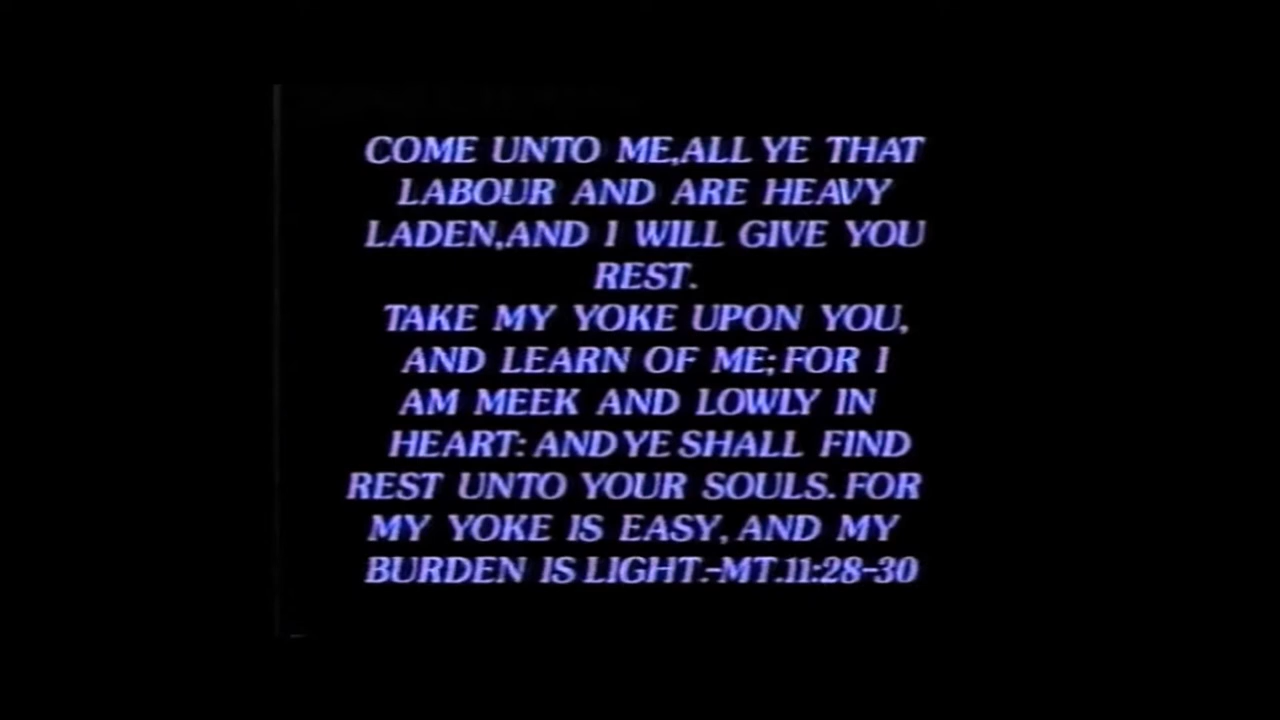 COME UNTO ME,ALL YE THAT
LABOUR AND ARE HEAVY
LADEN,AND I WILL GIVE YOU
REST.
TAKE MY YOKE UPON YOU,
AND LEARN OF ME; FOR I
AM MEEK AND LOWLY IN
HEART: AND YE SHALL FIND
REST UNTO YOUR SOULS. FOR
MY YOKE IS EASY, AND MY
BURDEN IS LIGHT.-MT.11:28-30